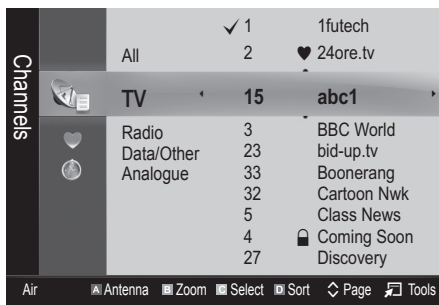 Channels
✓ 1 1futech
All 2 ♥ 24ore.tv
TV 15 abc1
Radio 3 BBC World
Data/Other 23 bid-up.tv
Analogue 33 Boonerang
32 Cartoon Nwk
5 Class News
4 Coming Soon
27 Discovery
Air A Antenna B Zoom C Select D Sort Page Tools